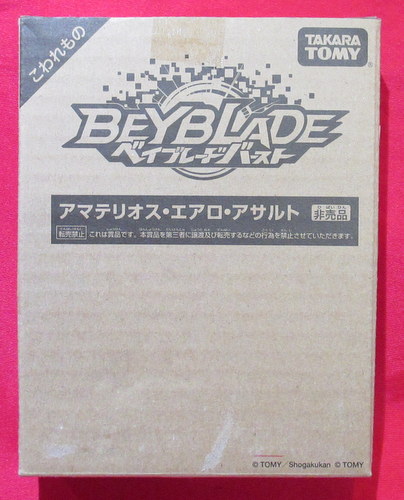 こわれもの
TAKARA
TOMY
BEYBLADE
ベイブレードバースト
アマテリオス・エアロ・アサルト 非売品
転売禁止 これは賞品です。本賞品を第三者に譲渡及び転売するなどの行為を禁止させていただきます。
© TOMY／Shogakukan © TOMY